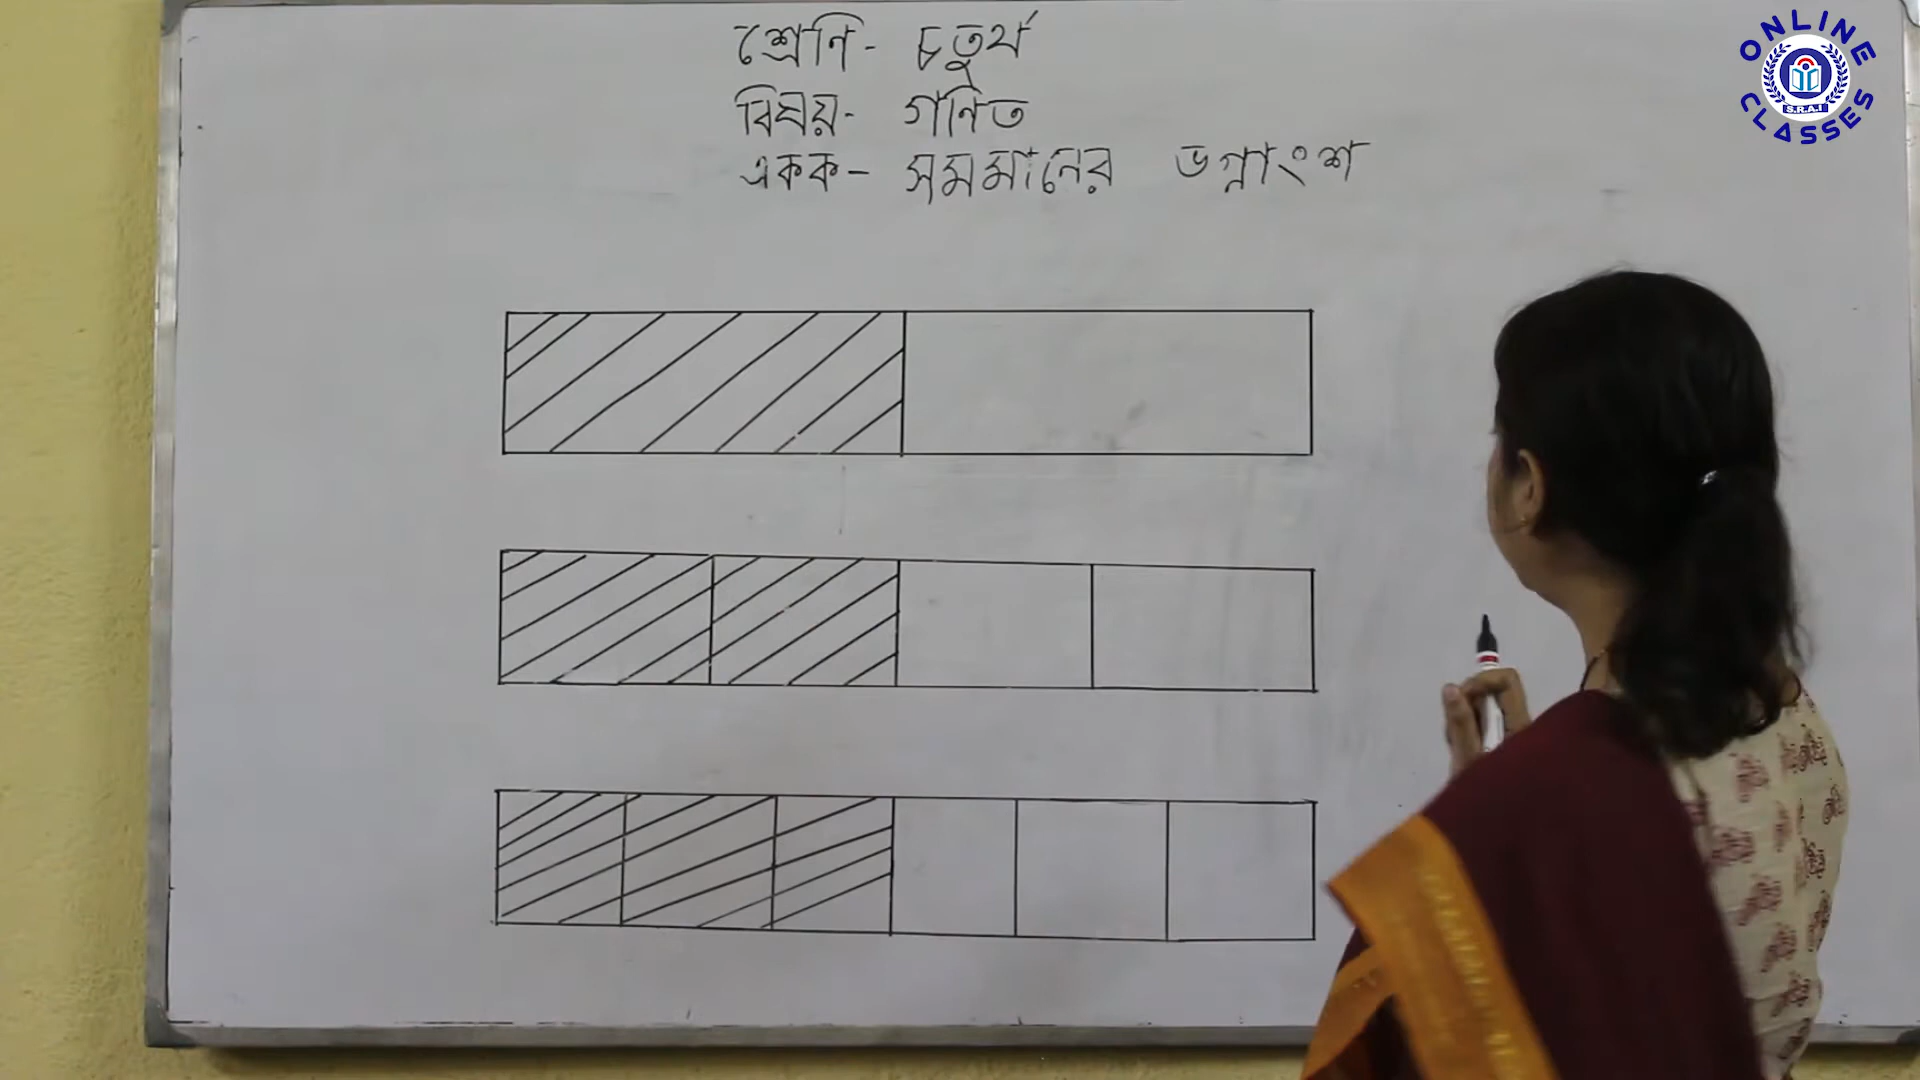 শ্রেণি- চতুর্থ
বিষয়- গণিত
একক- সমমানের ভগ্নাংশ
ONLINE
S.R.A.I
CLASSES